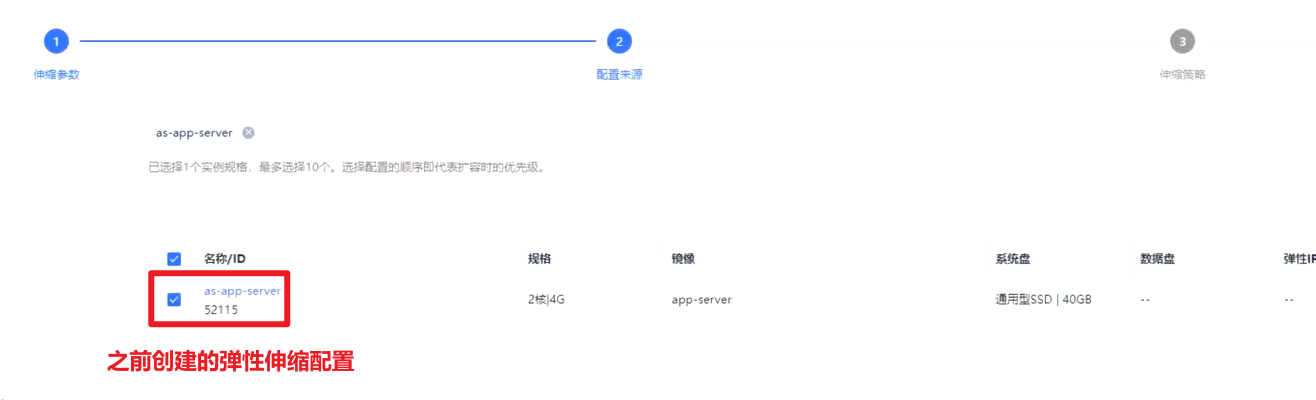 1 2 3
伸缩参数 配置来源 伸缩策略
as-app-server
已选择1个实例规格，最多选择10个。选择配置的顺序即代表扩容时的优先级。
名称/ID 规格 镜像 系统盘 数据盘 弹性IP
as-app-server
52115 2核|4G app-server 通用型SSD | 40GB -- --
之前创建的弹性伸缩配置